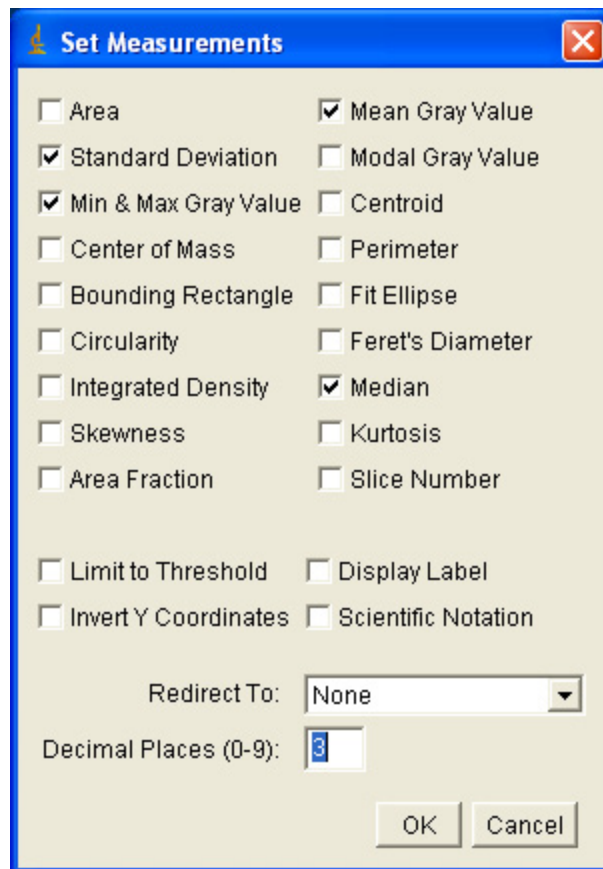 Set Measurements
Area Mean Gray Value
Standard Deviation Modal Gray Value
Min & Max Gray Value Centroid
Center of Mass Perimeter
Bounding Rectangle Fit Ellipse
Circularity Feret's Diameter
Integrated Density Median
Skewness Kurtosis
Area Fraction Slice Number
Limit to Threshold Display Label
Invert Y Coordinates Scientific Notation
Redirect To: None
Decimal Places (0-9): 3
OK Cancel